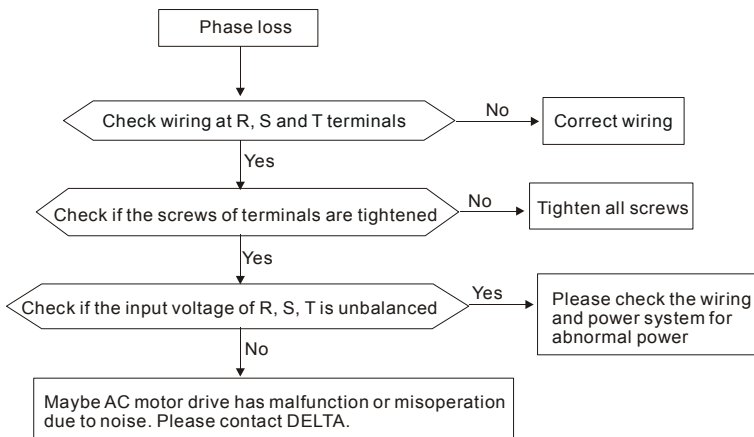 Phase loss
Check wiring at R, S and T terminals
No
Correct wiring
Yes
Check if the screws of terminals are tightened
No
Tighten all screws
Yes
Check if the input voltage of R, S, T is unbalanced
Yes
Please check the wiring
and power system for
abnormal power
No
Maybe AC motor drive has malfunction or misoperation
due to noise. Please contact DELTA.